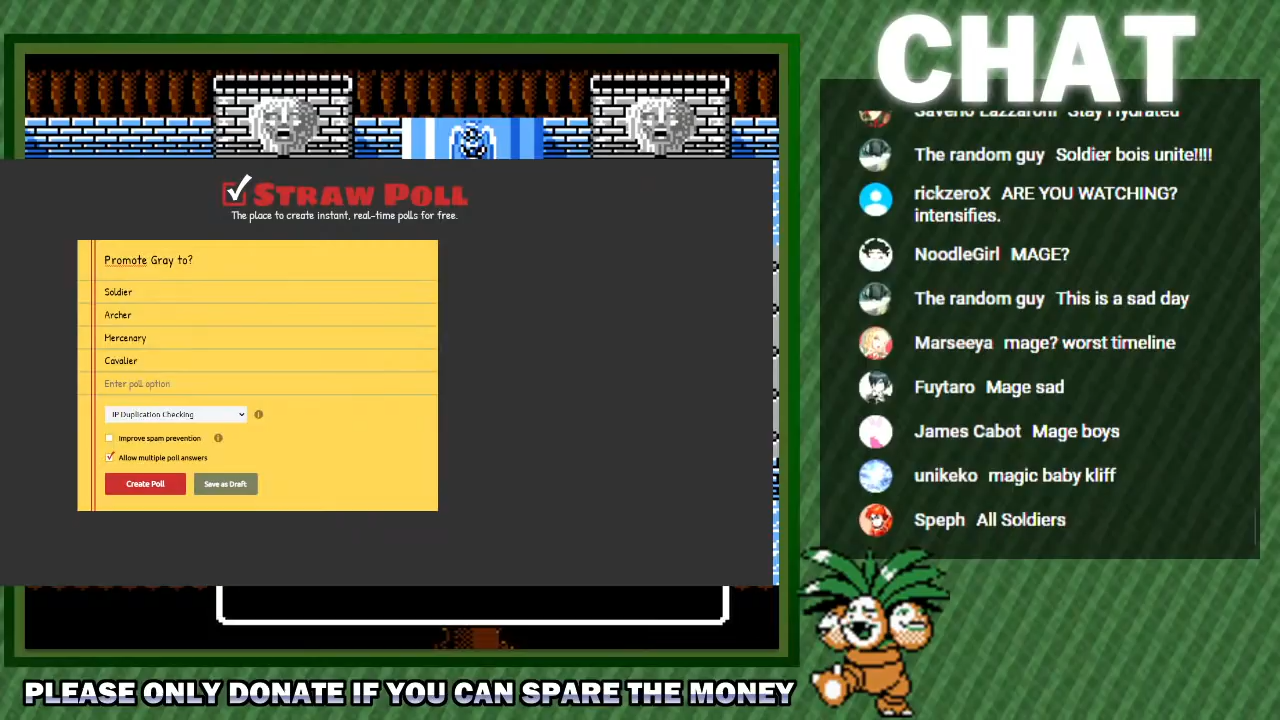 CHAT
Saverio Lazzaroni Stay Hydrated
The random guy Soldier bois unite!!!!
rickzeroX ARE YOU WATCHING?
intensifies.
NoodleGirl MAGE?
The random guy This is a sad day
Marseeya mage? worst timeline
Fuytaro Mage sad
James Cabot Mage boys
unikeko magic baby kliff
Speph All Soldiers
STRAW POLL
The place to create instant, real-time polls for free.
Promote Gray to?
Soldier
Archer
Mercenary
Cavalier
Enter poll option
IP Duplication Checking
Improve spam prevention
Allow multiple poll answers
Create Poll Save as Draft
PLEASE ONLY DONATE IF YOU CAN SPARE THE MONEY